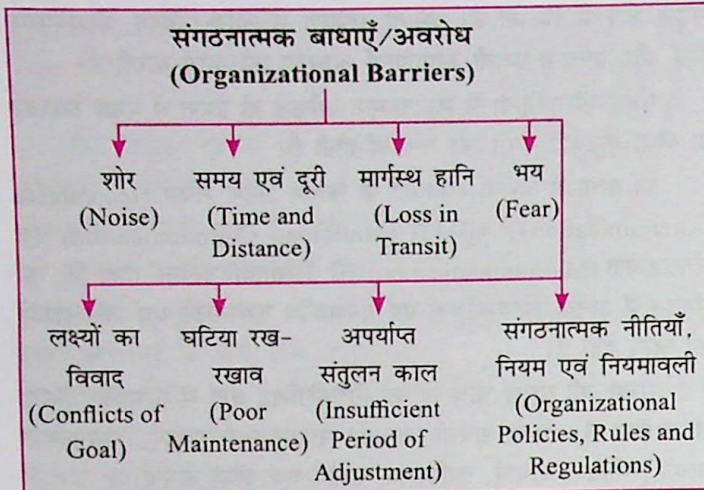 संगठनात्मक बाधाएँ/अवरोध
(Organizational Barriers)
शोर
(Noise)
समय एवं दूरी
(Time and
Distance)
मार्गस्थ हानि
(Loss in
Transit)
भय
(Fear)
लक्ष्यों का
विवाद
(Conflicts of
Goal)
घटिया रख-
रखाव
(Poor
Maintenance)
अपर्याप्त
संतुलन काल
(Insufficient
Period of
Adjustment)
संगठनात्मक नीतियाँ,
नियम एवं नियमावली
(Organizational
Policies, Rules and
Regulations)